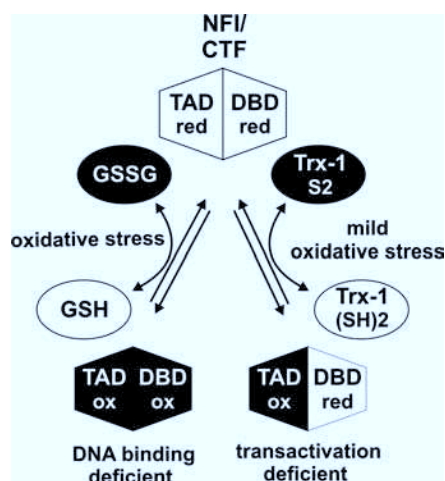 NFI/
CTF
TAD DBD
red red
GSSG
Trx-1
S2
oxidative stress
mild
oxidative stress
GSH
Trx-1
(SH)2
TAD DBD
ox ox
TAD DBD
ox red
DNA binding
deficient
transactivation
deficient